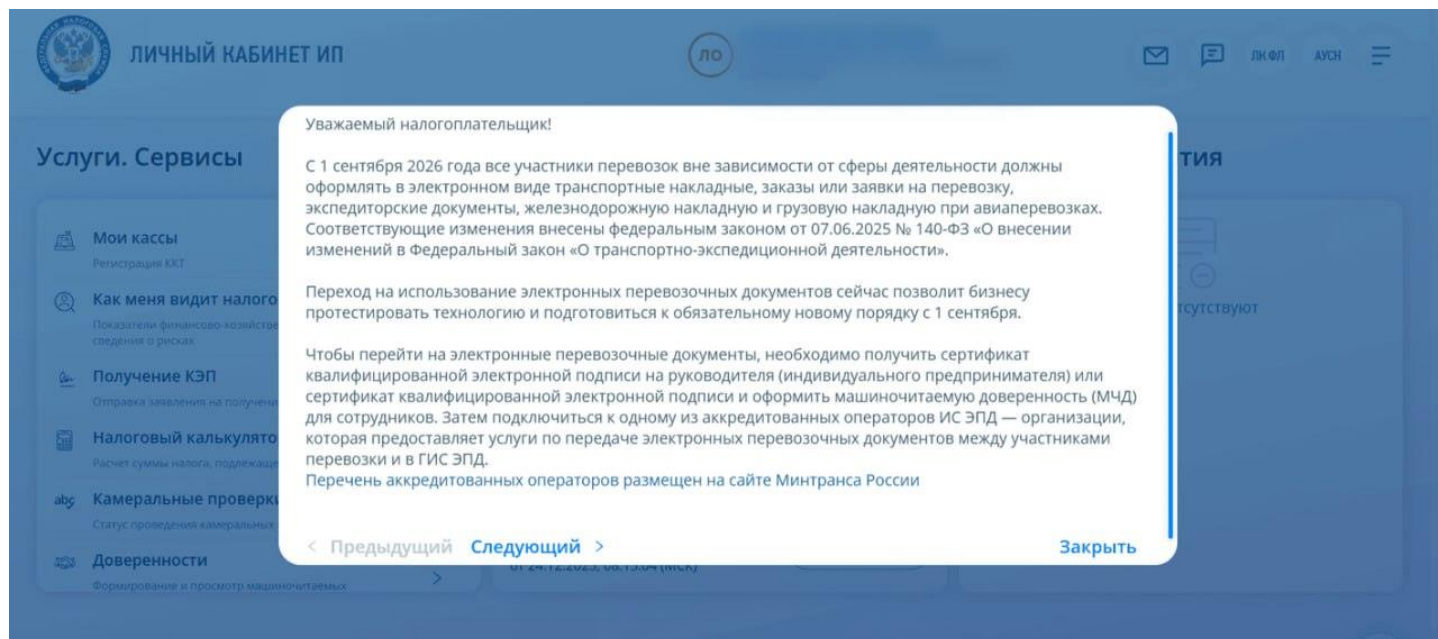 ЛИЧНЫЙ КАБИНЕТ ИП
ЛО
ЛК ФЛ
АУСН
Услуги. Сервисы
тия
Мои кассы
Регистрация ККТ
Как меня видит налого
Показатели финансово-хозяйстве
сведения о рисках
Получение КЭП
Отправка заявления на получени
Налоговый калькулято
Расчет суммы налога, подлежаще
Камеральные проверк
Статус проведения камеральных
Доверенности
Формирование и просмотр машиночитаемых
тсутствуют
Уважаемый налогоплательщик!
С 1 сентября 2026 года все участники перевозок вне зависимости от сферы деятельности должны
оформлять в электронном виде транспортные накладные, заказы или заявки на перевозку,
экспедиторские документы, железнодорожную накладную и грузовую накладную при авиаперевозках.
Соответствующие изменения внесены федеральным законом от 07.06.2025 № 140-ФЗ «О внесении
изменений в Федеральный закон «О транспортно-экспедиционной деятельности».
Переход на использование электронных перевозочных документов сейчас позволит бизнесу
протестировать технологию и подготовиться к обязательному новому порядку с 1 сентября.
Чтобы перейти на электронные перевозочные документы, необходимо получить сертификат
квалифицированной электронной подписи на руководителя (индивидуального предпринимателя) или
сертификат квалифицированной электронной подписи и оформить машиночитаемую доверенность (МЧД)
для сотрудников. Затем подключиться к одному из аккредитованных операторов ИС ЭПД — организации,
которая предоставляет услуги по передаче электронных перевозочных документов между участниками
перевозки и в ГИС ЭПД.
Перечень аккредитованных операторов размещен на сайте Минтранса России
< Предыдущий Следующий >
Закрыть